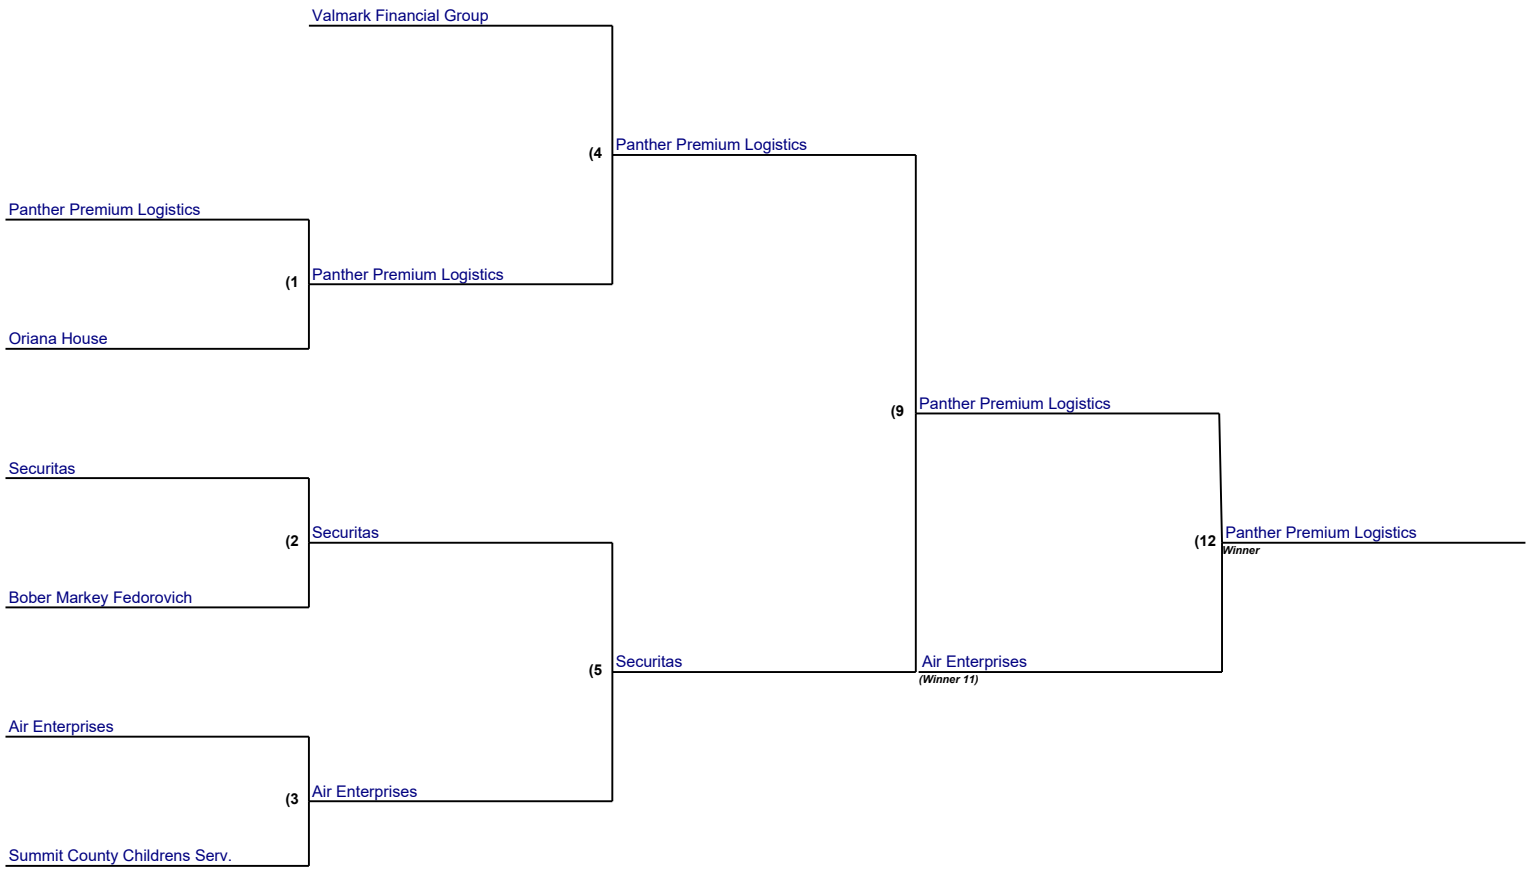 Valmark Financial Group
(4
Panther Premium Logistics
Panther Premium Logistics
(1
Panther Premium Logistics
Oriana House
(9
Panther Premium Logistics
Securitas
(2
Securitas
(12
Panther Premium Logistics
Winner
Bober Markey Fedorovich
(5
Securitas
Air Enterprises
(Winner 11)
Air Enterprises
(3
Air Enterprises
Summit County Childrens Serv.